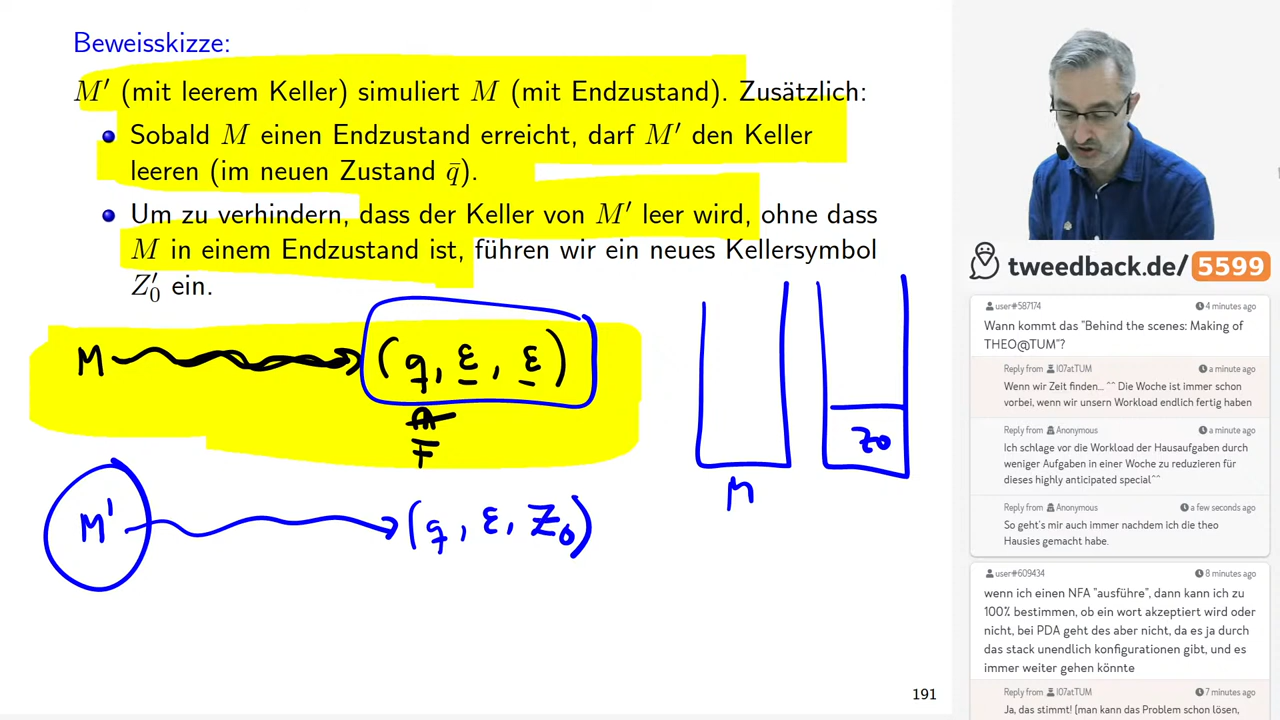 Beweisskizze:
M′ (mit leerem Keller) simuliert M (mit Endzustand). Zusätzlich:
Sobald M einen Endzustand erreicht, darf M′ den Keller
leeren (im neuen Zustand q̄).
Um zu verhindern, dass der Keller von M′ leer wird, ohne dass
M in einem Endzustand ist, führen wir ein neues Kellersymbol
Z′₀ ein.
M (q, ε, ε)
F
M' (q, ε, Z₀)
Z₀
M
191
tweedback.de/ 5599
user#587174 4 minutes ago
Wann kommt das "Behind the scenes: Making of
THEO@TUM"?
Reply from I07atTUM a minute ago
Wenn wir Zeit finden... ^^ Die Woche ist immer schon
vorbei, wenn wir unsern Workload endlich fertig haben
Reply from Anonymous a minute ago
Ich schlage vor die Workload der Hausaufgaben durch
weniger Aufgaben in einer Woche zu reduzieren für
dieses highly anticipated special^^
Reply from Anonymous a few seconds ago
So geht's mir auch immer nachdem ich die theo
Hausies gemacht habe.
user#609434 8 minutes ago
wenn ich einen NFA "ausführe", dann kann ich zu
100% bestimmen, ob ein wort akzeptiert wird oder
nicht, bei PDA geht des aber nicht, da es ja durch
das stack unendlich konfigurationen gibt, und es
immer weiter gehen könnte
Reply from I07atTUM 7 minutes ago
Ja, das stimmt! [man kann das Problem schon lösen,